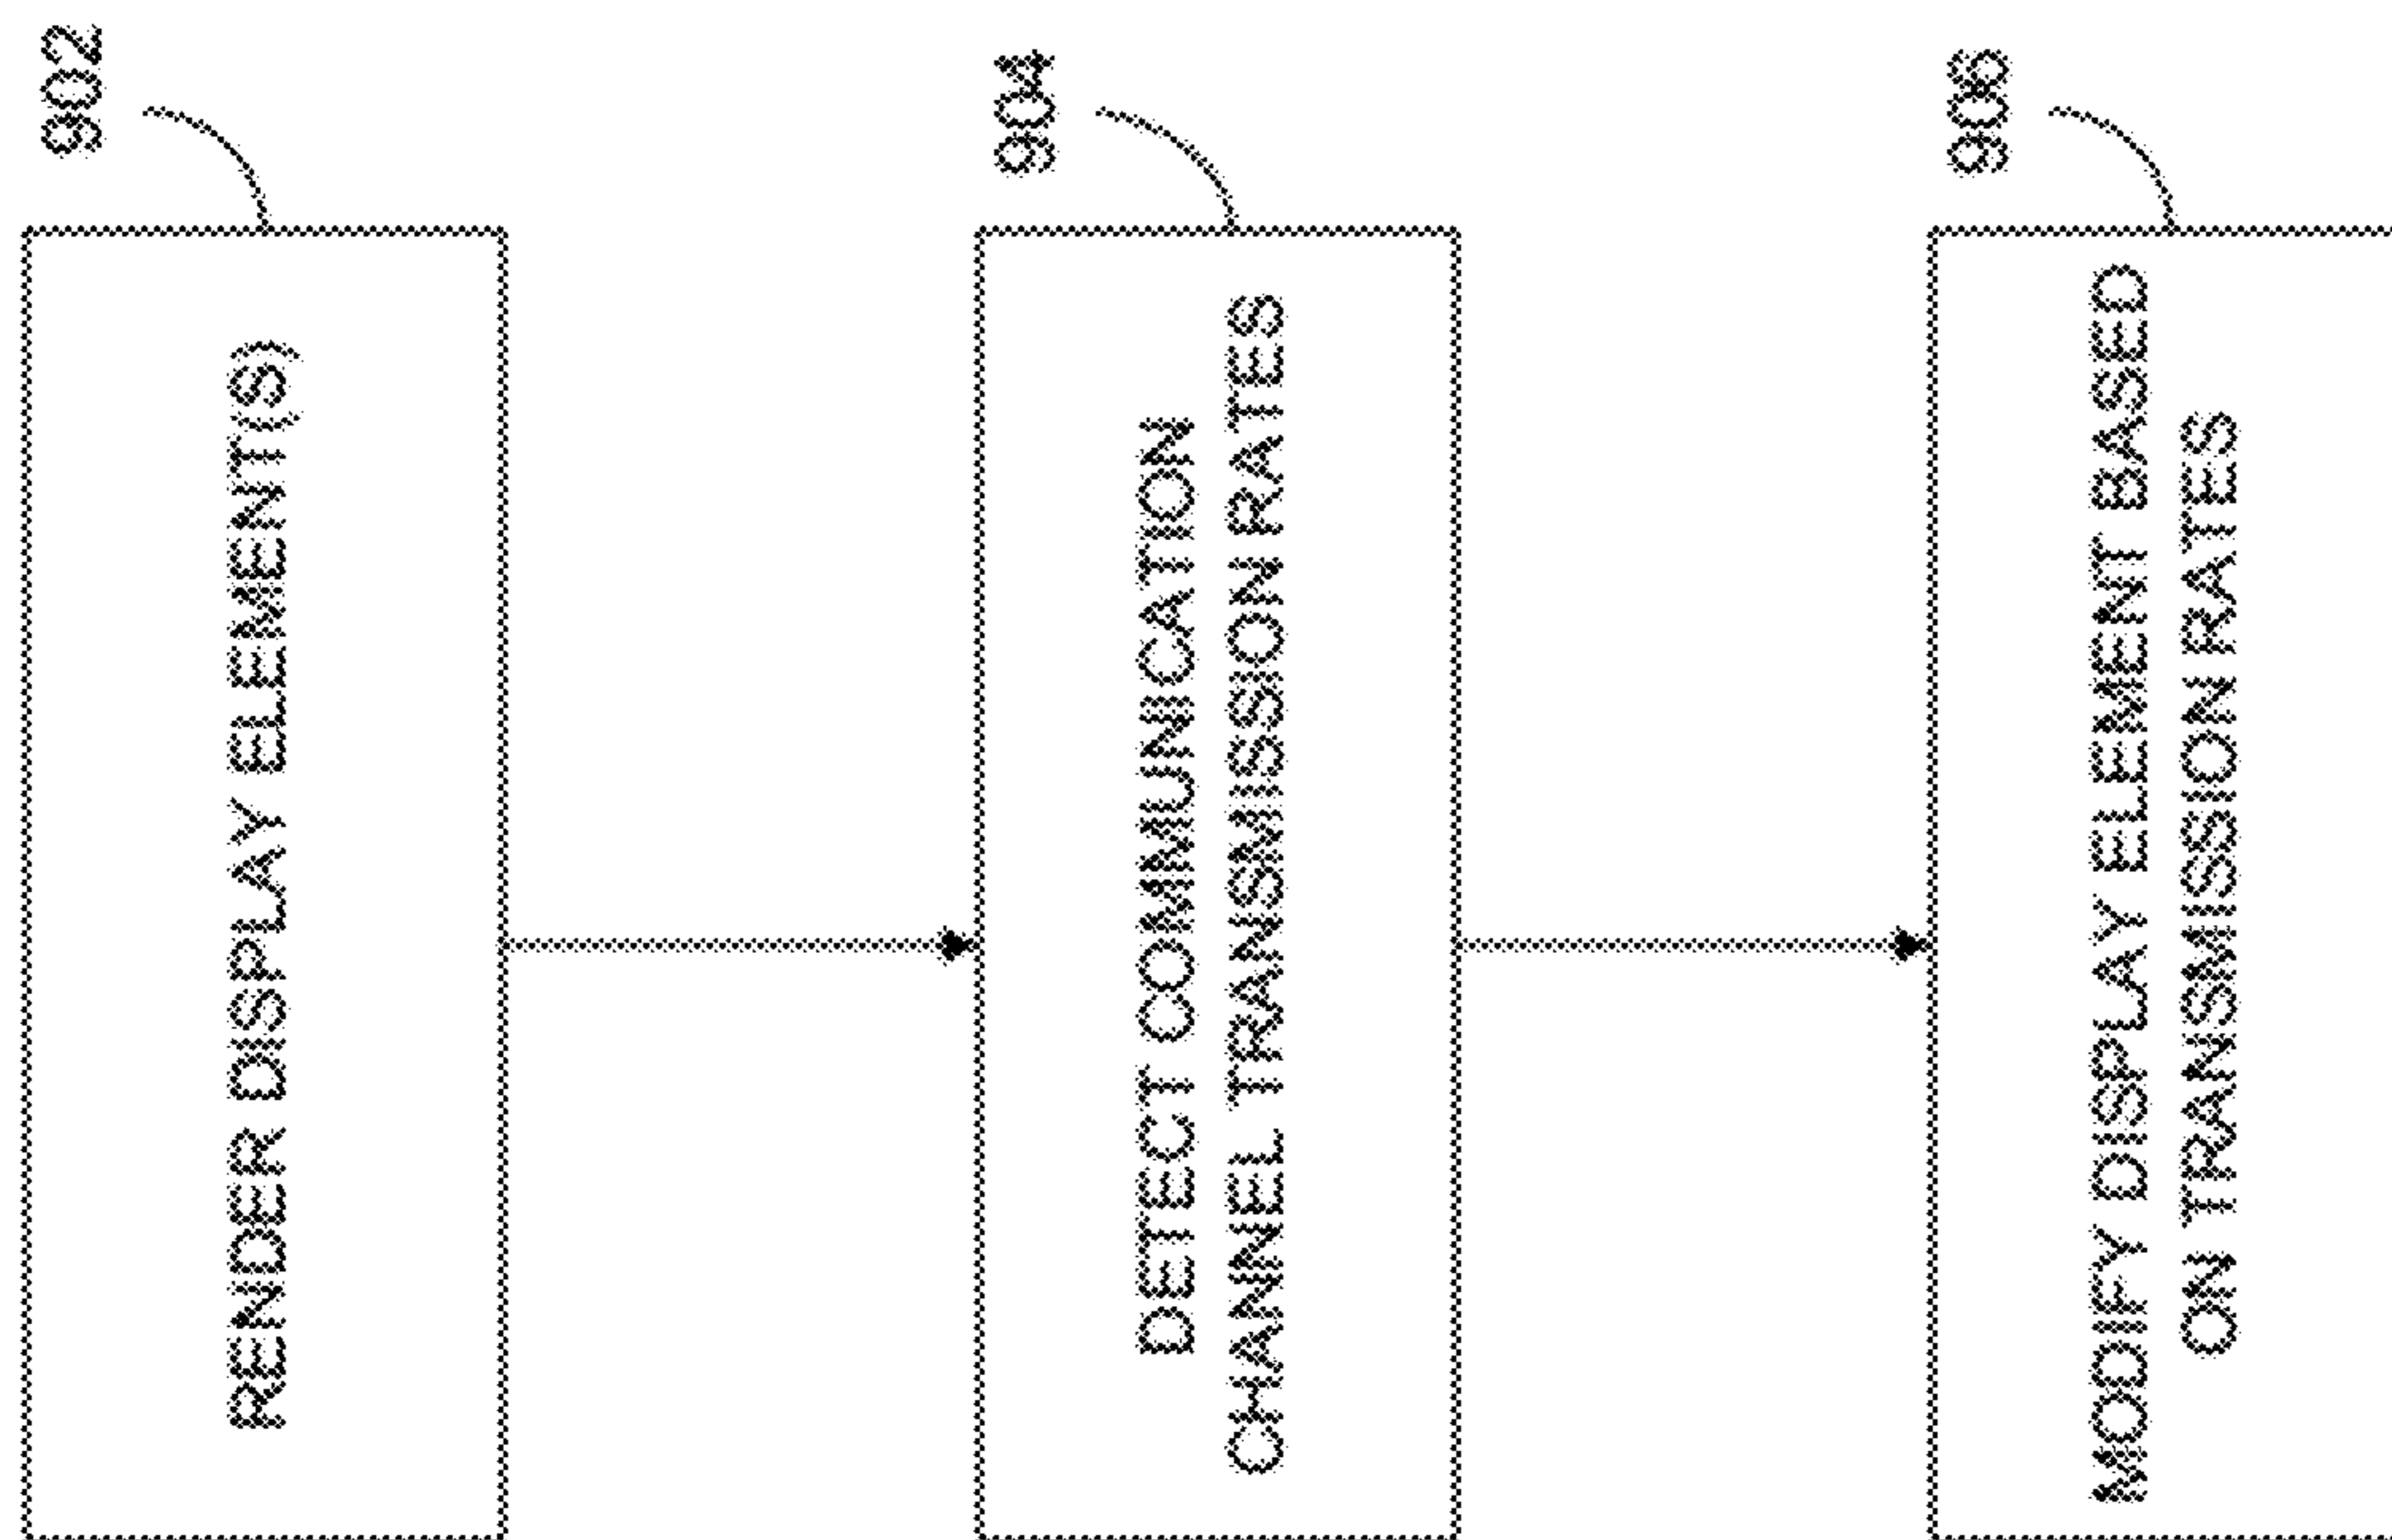 902
RENDER DISPLAY ELEMENT(S)
904
DETECT COMMUNICATION
CHANNEL TRANSMISSION RATES
906
MODIFY DISPLAY ELEMENT BASED
ON TRANSMISSION RATES